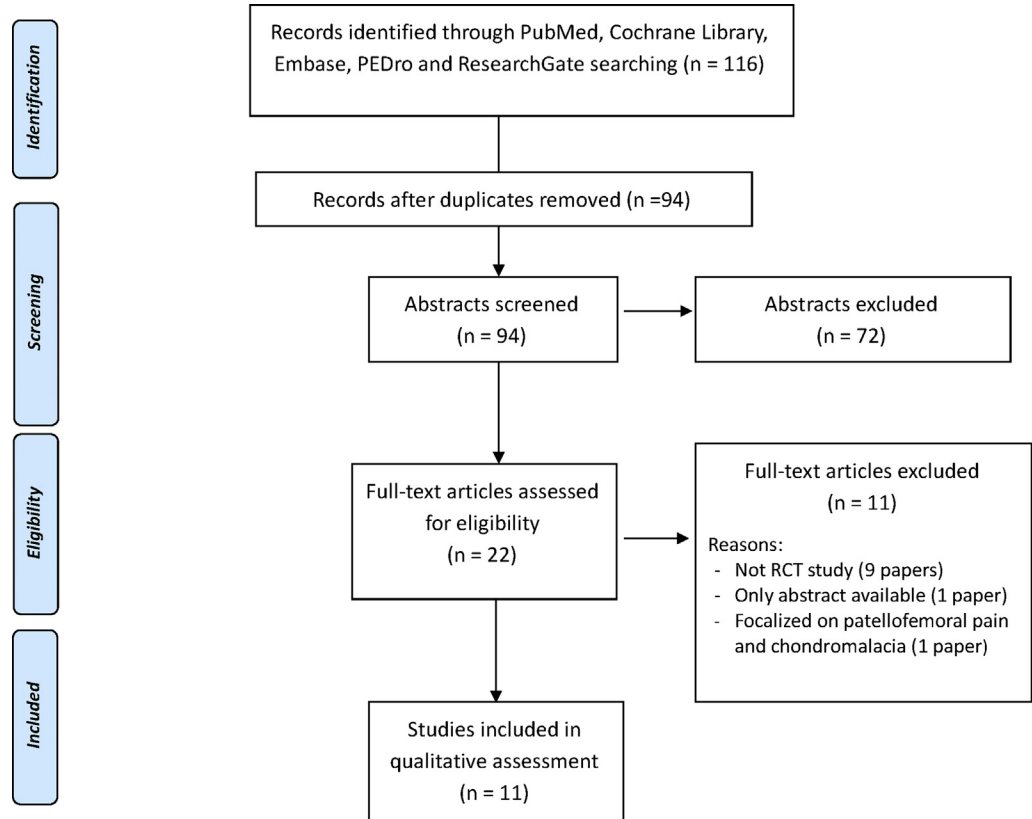 Identification
Records identified through PubMed, Cochrane Library,
Embase, PEDro and ResearchGate searching (n = 116)
Records after duplicates removed (n =94)
Screening
Abstracts screened
(n = 94)
Abstracts excluded
(n = 72)
Eligibility
Full-text articles assessed
for eligibility
(n = 22)
Full-text articles excluded
(n = 11)
Reasons:
- Not RCT study (9 papers)
- Only abstract available (1 paper)
- Focalized on patellofemoral pain
and chondromalacia (1 paper)
Included
Studies included in
qualitative assessment
(n = 11)